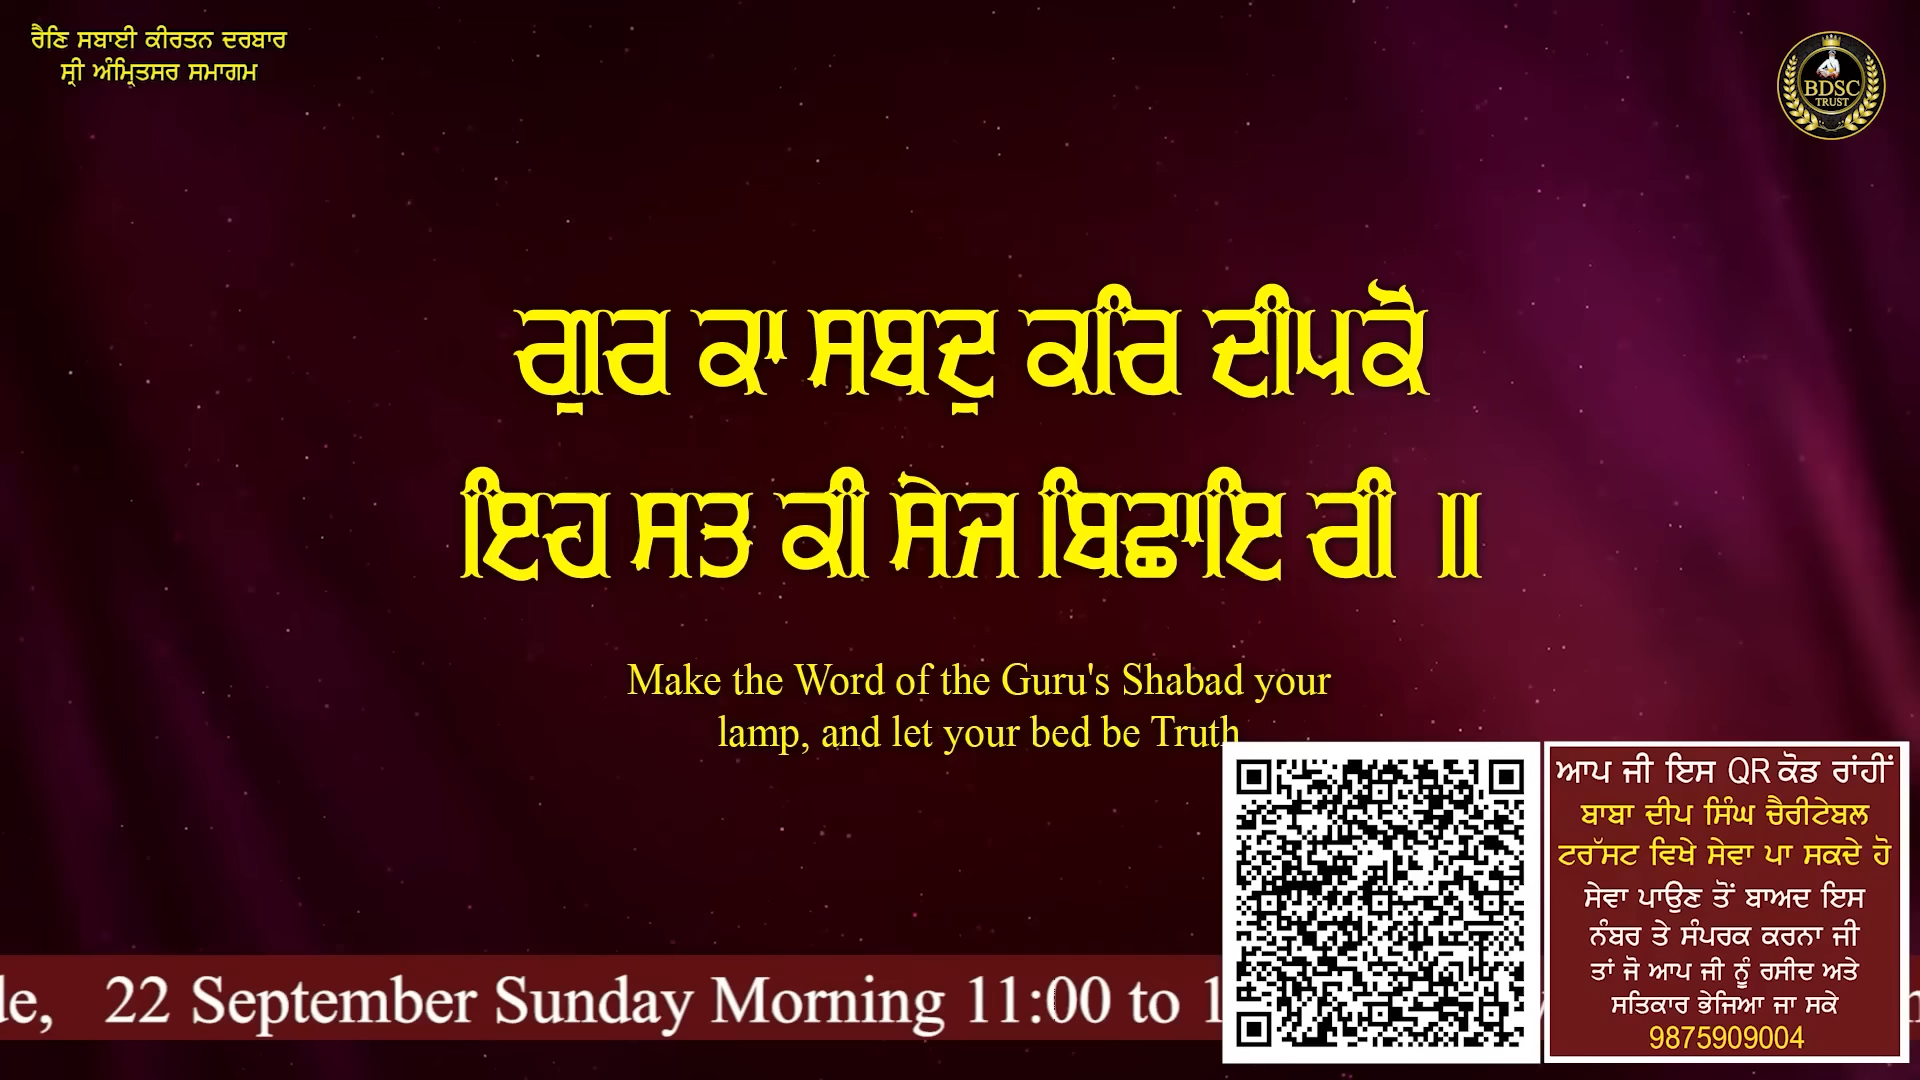 ਰੈਣਿ ਸਬਾਈ ਕੀਰਤਨ ਦਰਬਾਰ
ਸ੍ਰੀ ਅੰਮ੍ਰਿਤਸਰ ਸਮਾਗਮ
BDSC
TRUST
ਗੁਰ ਕਾ ਸਬਦੁ ਕਰਿ ਦੀਪਕੋ
ਇਹ ਸਤ ਕੀ ਸੇਜ ਬਿਛਾਇ ਰੀ ॥
Make the Word of the Guru's Shabad your
lamp, and let your bed be Truth
ਆਪ ਜੀ ਇਸ QR ਕੋਡ ਰਾਂਹੀਂ
ਬਾਬਾ ਦੀਪ ਸਿੰਘ ਚੈਰੀਟੇਬਲ
ਟਰੱਸਟ ਵਿਖੇ ਸੇਵਾ ਪਾ ਸਕਦੇ ਹੋ
ਸੇਵਾ ਪਾਉਣ ਤੋਂ ਬਾਅਦ ਇਸ
ਨੰਬਰ ਤੇ ਸੰਪਰਕ ਕਰਨਾ ਜੀ
ਤਾਂ ਜੋ ਆਪ ਜੀ ਨੂੰ ਰਸੀਦ ਅਤੇ
ਸਤਿਕਾਰ ਭੇਜਿਆ ਜਾ ਸਕੇ
9875909004
22 September Sunday Morning 11:00 to